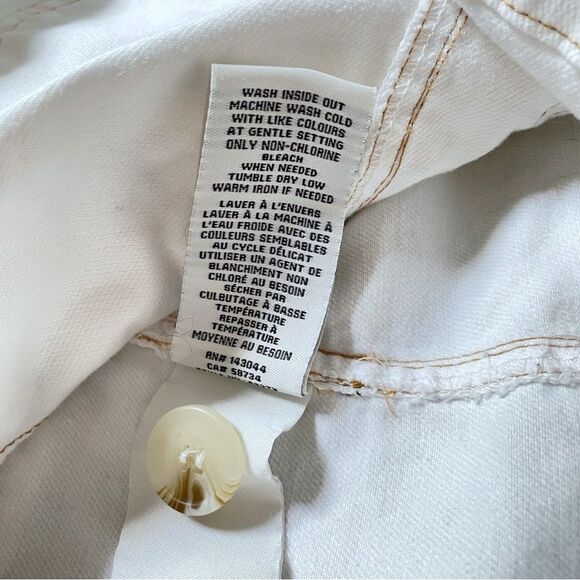 WASH INSIDE OUT
MACHINE WASH COLD
WITH LIKE COLOURS
AT GENTLE SETTING
ONLY NON-CHLORINE
BLEACH
WHEN NEEDED
TUMBLE DRY LOW
WARM IRON IF NEEDED
LAVER À L'ENVERS
LAVER À LA MACHINE À
L'EAU FROIDE AVEC DES
COULEURS SEMBLABLES
AU CYCLE DÉLICAT
UTILISER UN AGENT DE
BLANCHIMENT NON
CHLORÉ AU BESOIN
SÉCHER PAR
CULBUTAGE À BASSE
TEMPÉRATURE
REPASSER À
TEMPÉRATURE
MOYENNE AU BESOIN
RN# 143044
CA# 58734